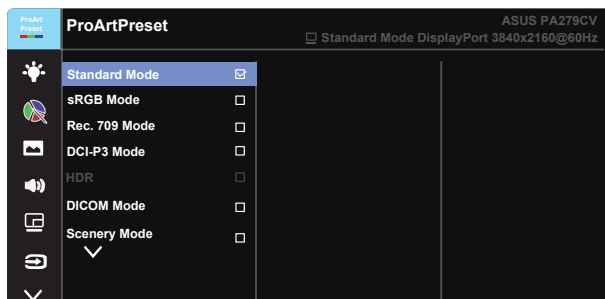 ProArt
Preset
ProArtPreset
ASUS PA279CV
Standard Mode DisplayPort 3840x2160@60Hz
Standard Mode
sRGB Mode
Rec. 709 Mode
DCI-P3 Mode
HDR
DICOM Mode
Scenery Mode